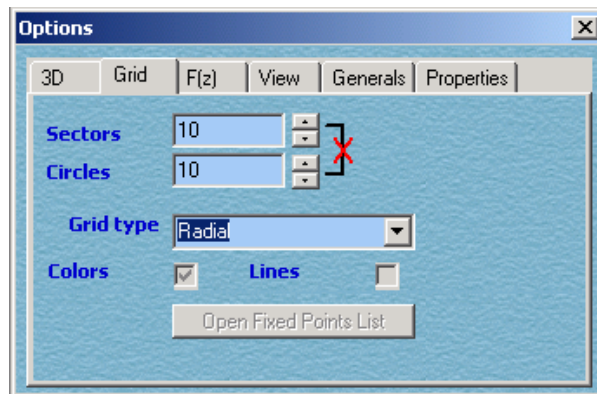 Options
3D Grid F(z) View Generals Properties
Sectors 10
Circles 10
Grid type Radial
Colors Lines
Open Fixed Points List